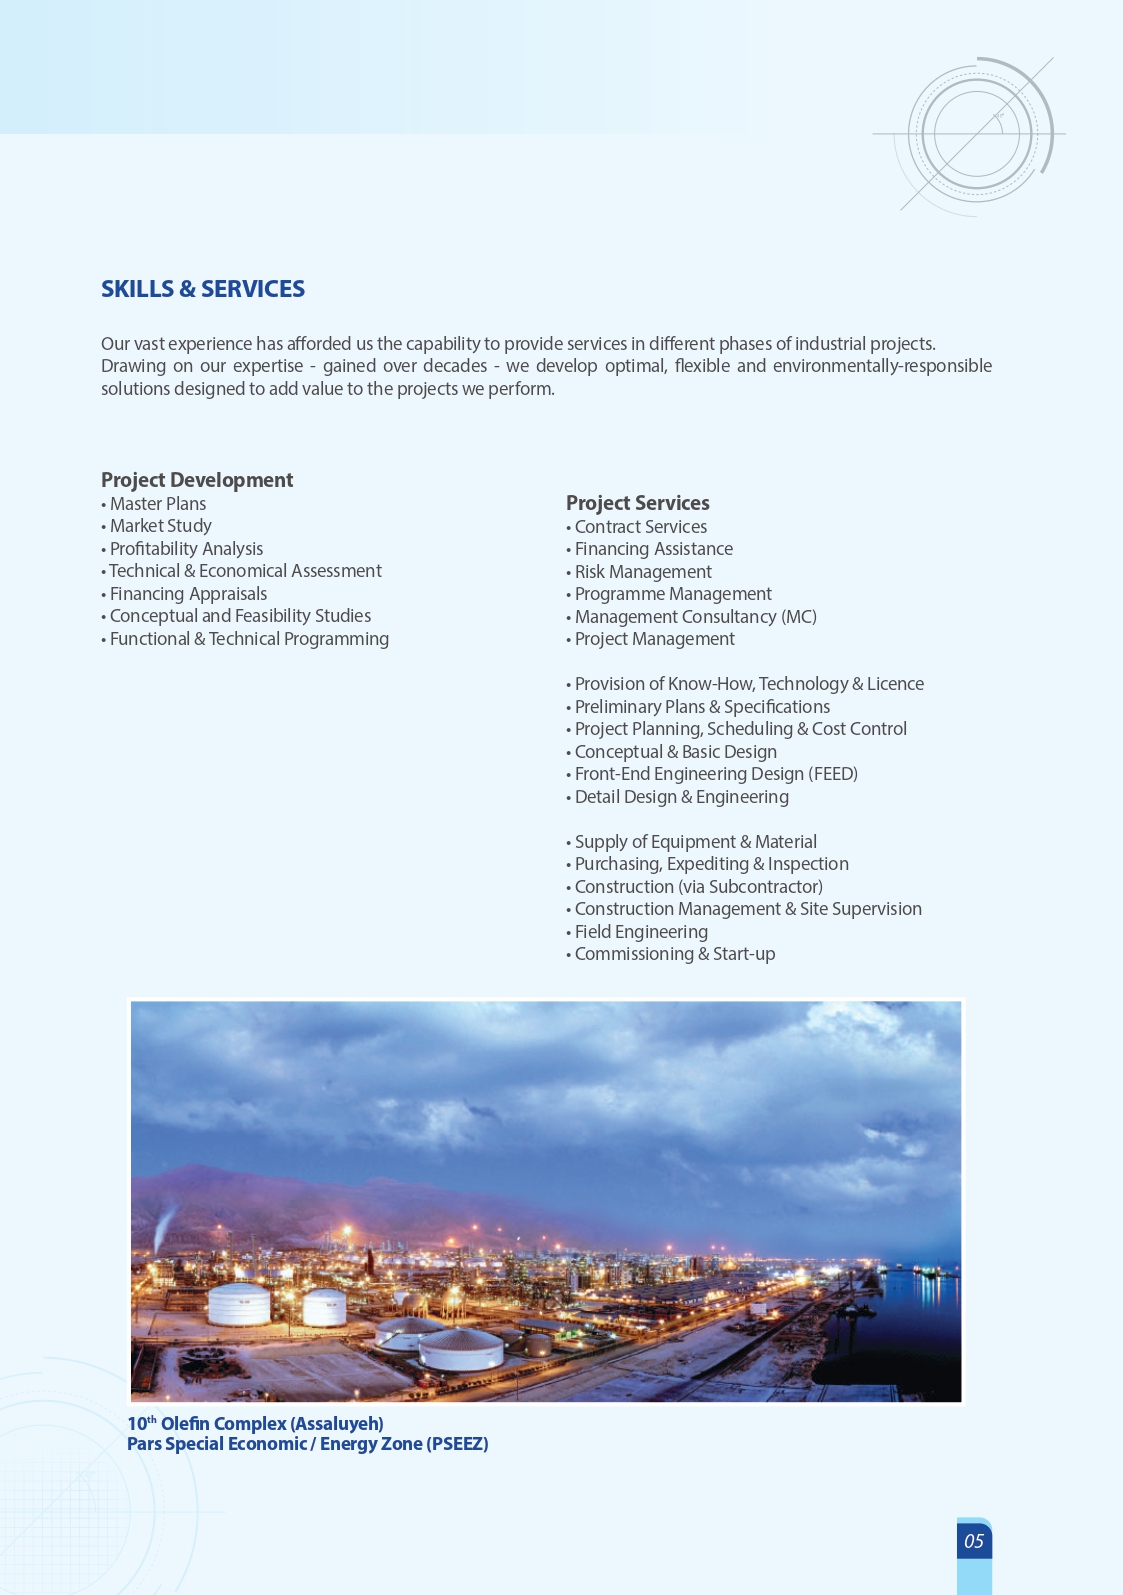 SKILLS & SERVICES
Our vast experience has afforded us the capability to provide services in different phases of industrial projects.
Drawing on our expertise - gained over decades - we develop optimal, flexible and environmentally-responsible
solutions designed to add value to the projects we perform.
Project Development
• Master Plans
• Market Study
• Profitability Analysis
• Technical & Economical Assessment
• Financing Appraisals
• Conceptual and Feasibility Studies
• Functional & Technical Programming
Project Services
• Contract Services
• Financing Assistance
• Risk Management
• Programme Management
• Management Consultancy (MC)
• Project Management
• Provision of Know-How, Technology & Licence
• Preliminary Plans & Specifications
• Project Planning, Scheduling & Cost Control
• Conceptual & Basic Design
• Front-End Engineering Design (FEED)
• Detail Design & Engineering
• Supply of Equipment & Material
• Purchasing, Expediting & Inspection
• Construction (via Subcontractor)
• Construction Management & Site Supervision
• Field Engineering
• Commissioning & Start-up
10th Olefin Complex (Assaluyeh)
Pars Special Economic / Energy Zone (PSEEZ)
05